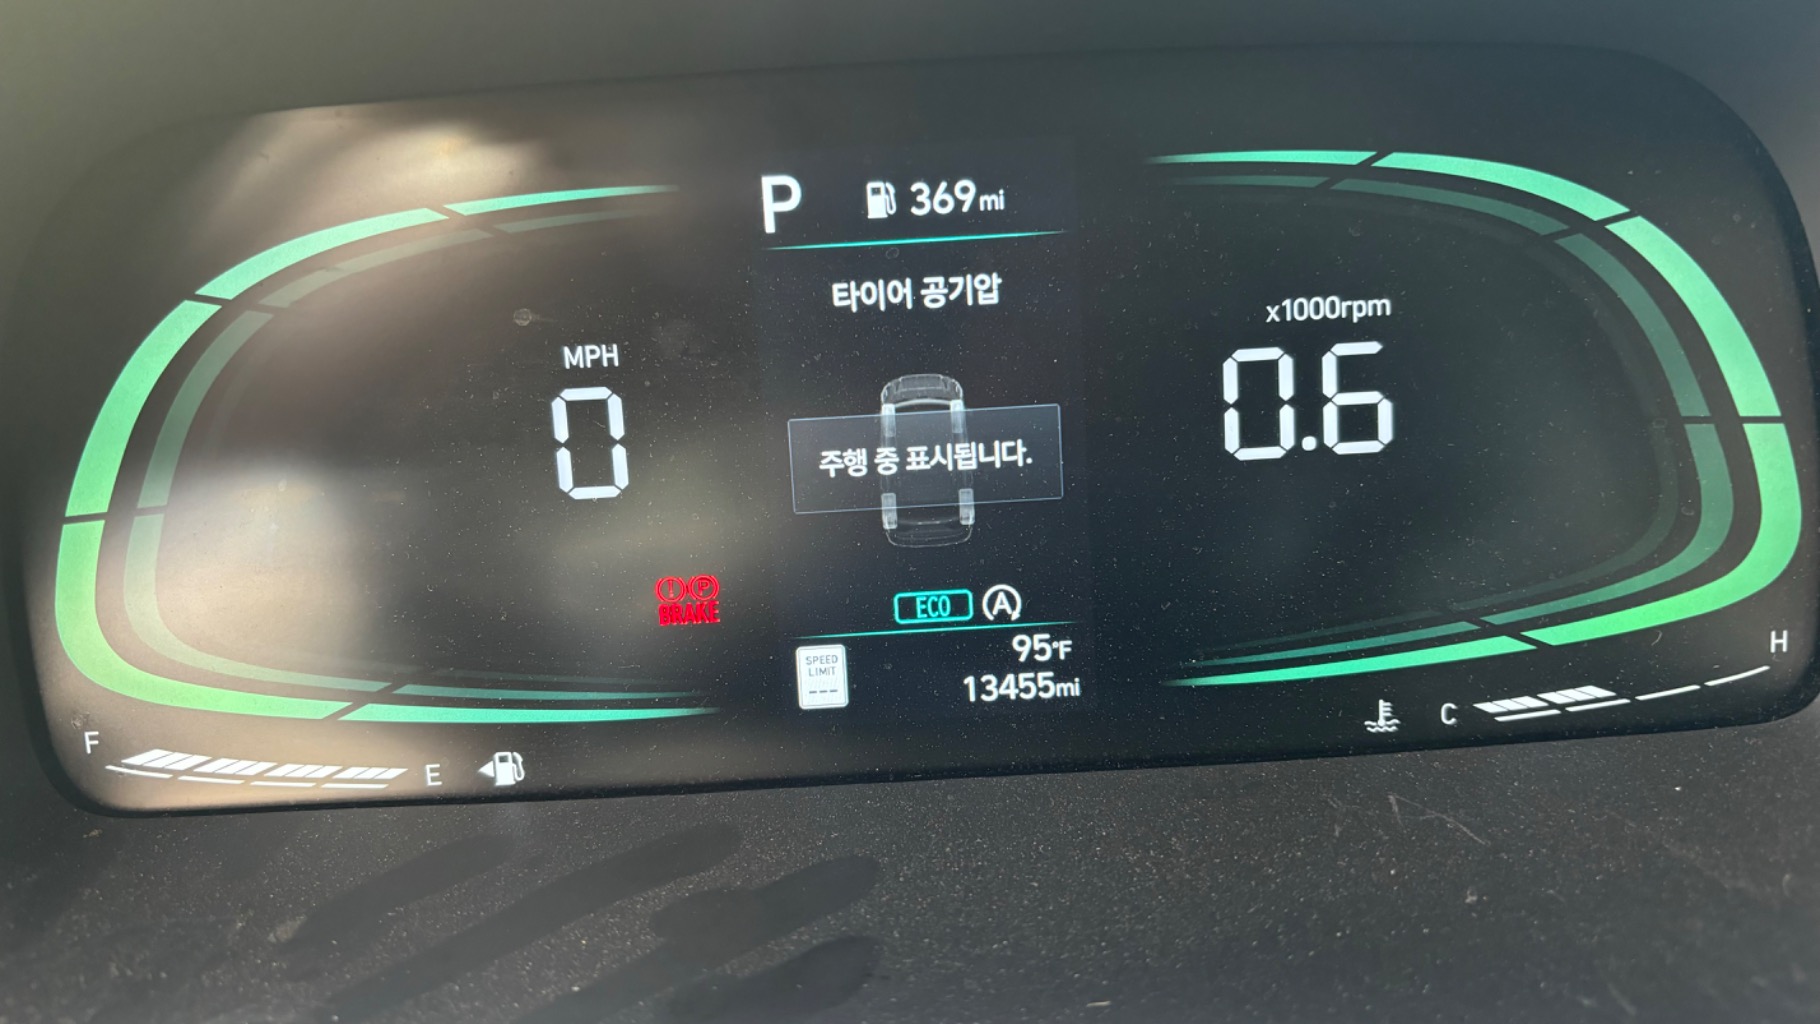 P 369mi
타이어 공기압
x1000rpm
MPH
0
0.6
주행 중 표시됩니다.
P
BRAKE
ECO A
SPEED
LIMIT
---
95°F
13455mi
F E
C H